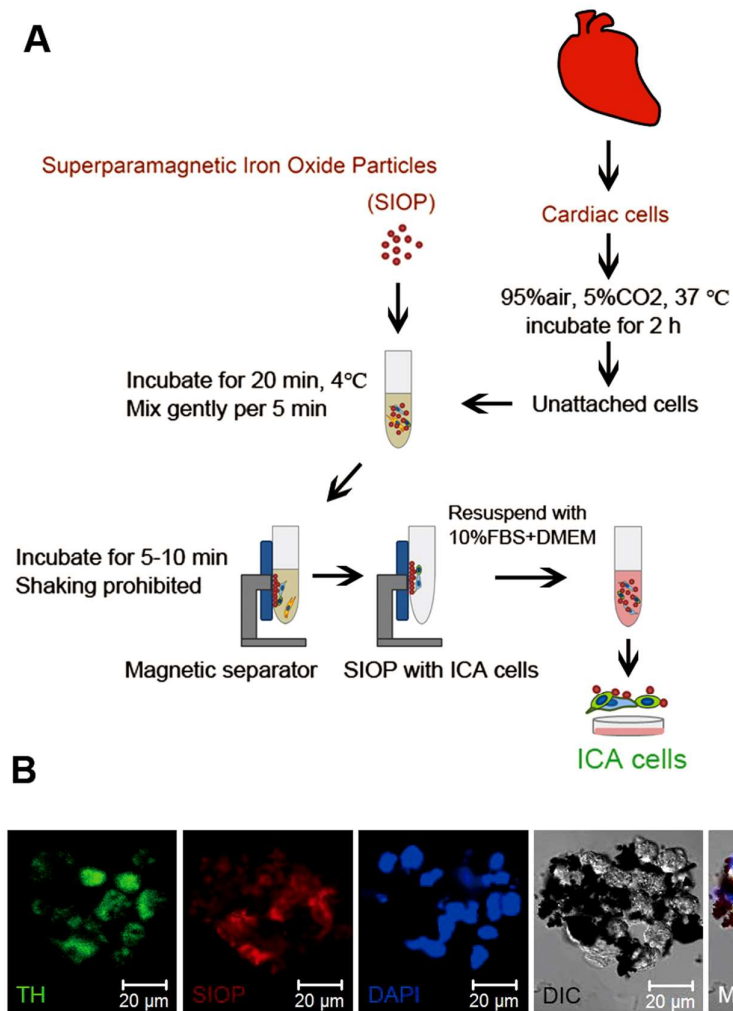 A
Superparamagnetic Iron Oxide Particles
(SIOP)
Cardiac cells
95%air, 5%CO2, 37 ℃
incubate for 2 h
Incubate for 20 min, 4℃
Mix gently per 5 min
Unattached cells
Incubate for 5-10 min
Shaking prohibited
Resuspend with
10%FBS+DMEM
Magnetic separator
SIOP with ICA cells
ICA cells
B
TH
20 μm
SIOP
20 μm
DAPI
20 μm
DIC
20 μm